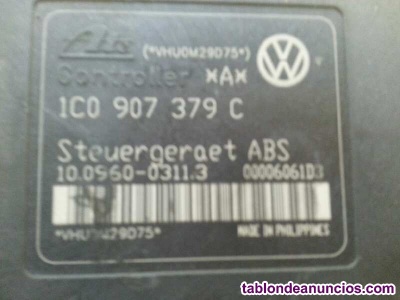 Ate (*VHU0M29D75*)
Controller *A*
1C0 907 379 C
Steuergeraet ABS
10.0960-0311.3 00006061D3
*VHU0M29D75* MADE IN PHILIPPINES
tablondeanuncios.com